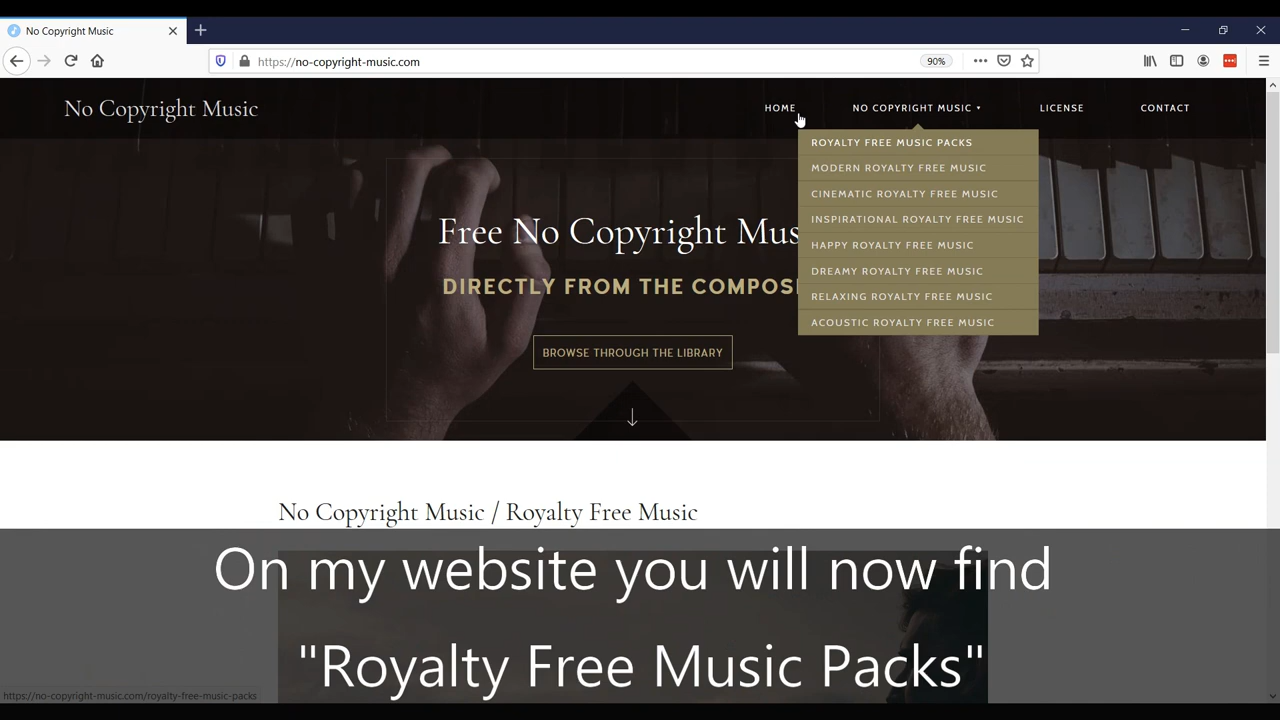 No Copyright Music
https://no-copyright-music.com
90%
No Copyright Music
HOME
NO COPYRIGHT MUSIC
LICENSE
CONTACT
ROYALTY FREE MUSIC PACKS
MODERN ROYALTY FREE MUSIC
CINEMATIC ROYALTY FREE MUSIC
INSPIRATIONAL ROYALTY FREE MUSIC
HAPPY ROYALTY FREE MUSIC
DREAMY ROYALTY FREE MUSIC
RELAXING ROYALTY FREE MUSIC
ACOUSTIC ROYALTY FREE MUSIC
Free No Copyright Mus
DIRECTLY FROM THE COMPOS
BROWSE THROUGH THE LIBRARY
No Copyright Music / Royalty Free Music
On my website you will now find
"Royalty Free Music Packs"
https://no-copyright-music.com/royalty-free-music-packs